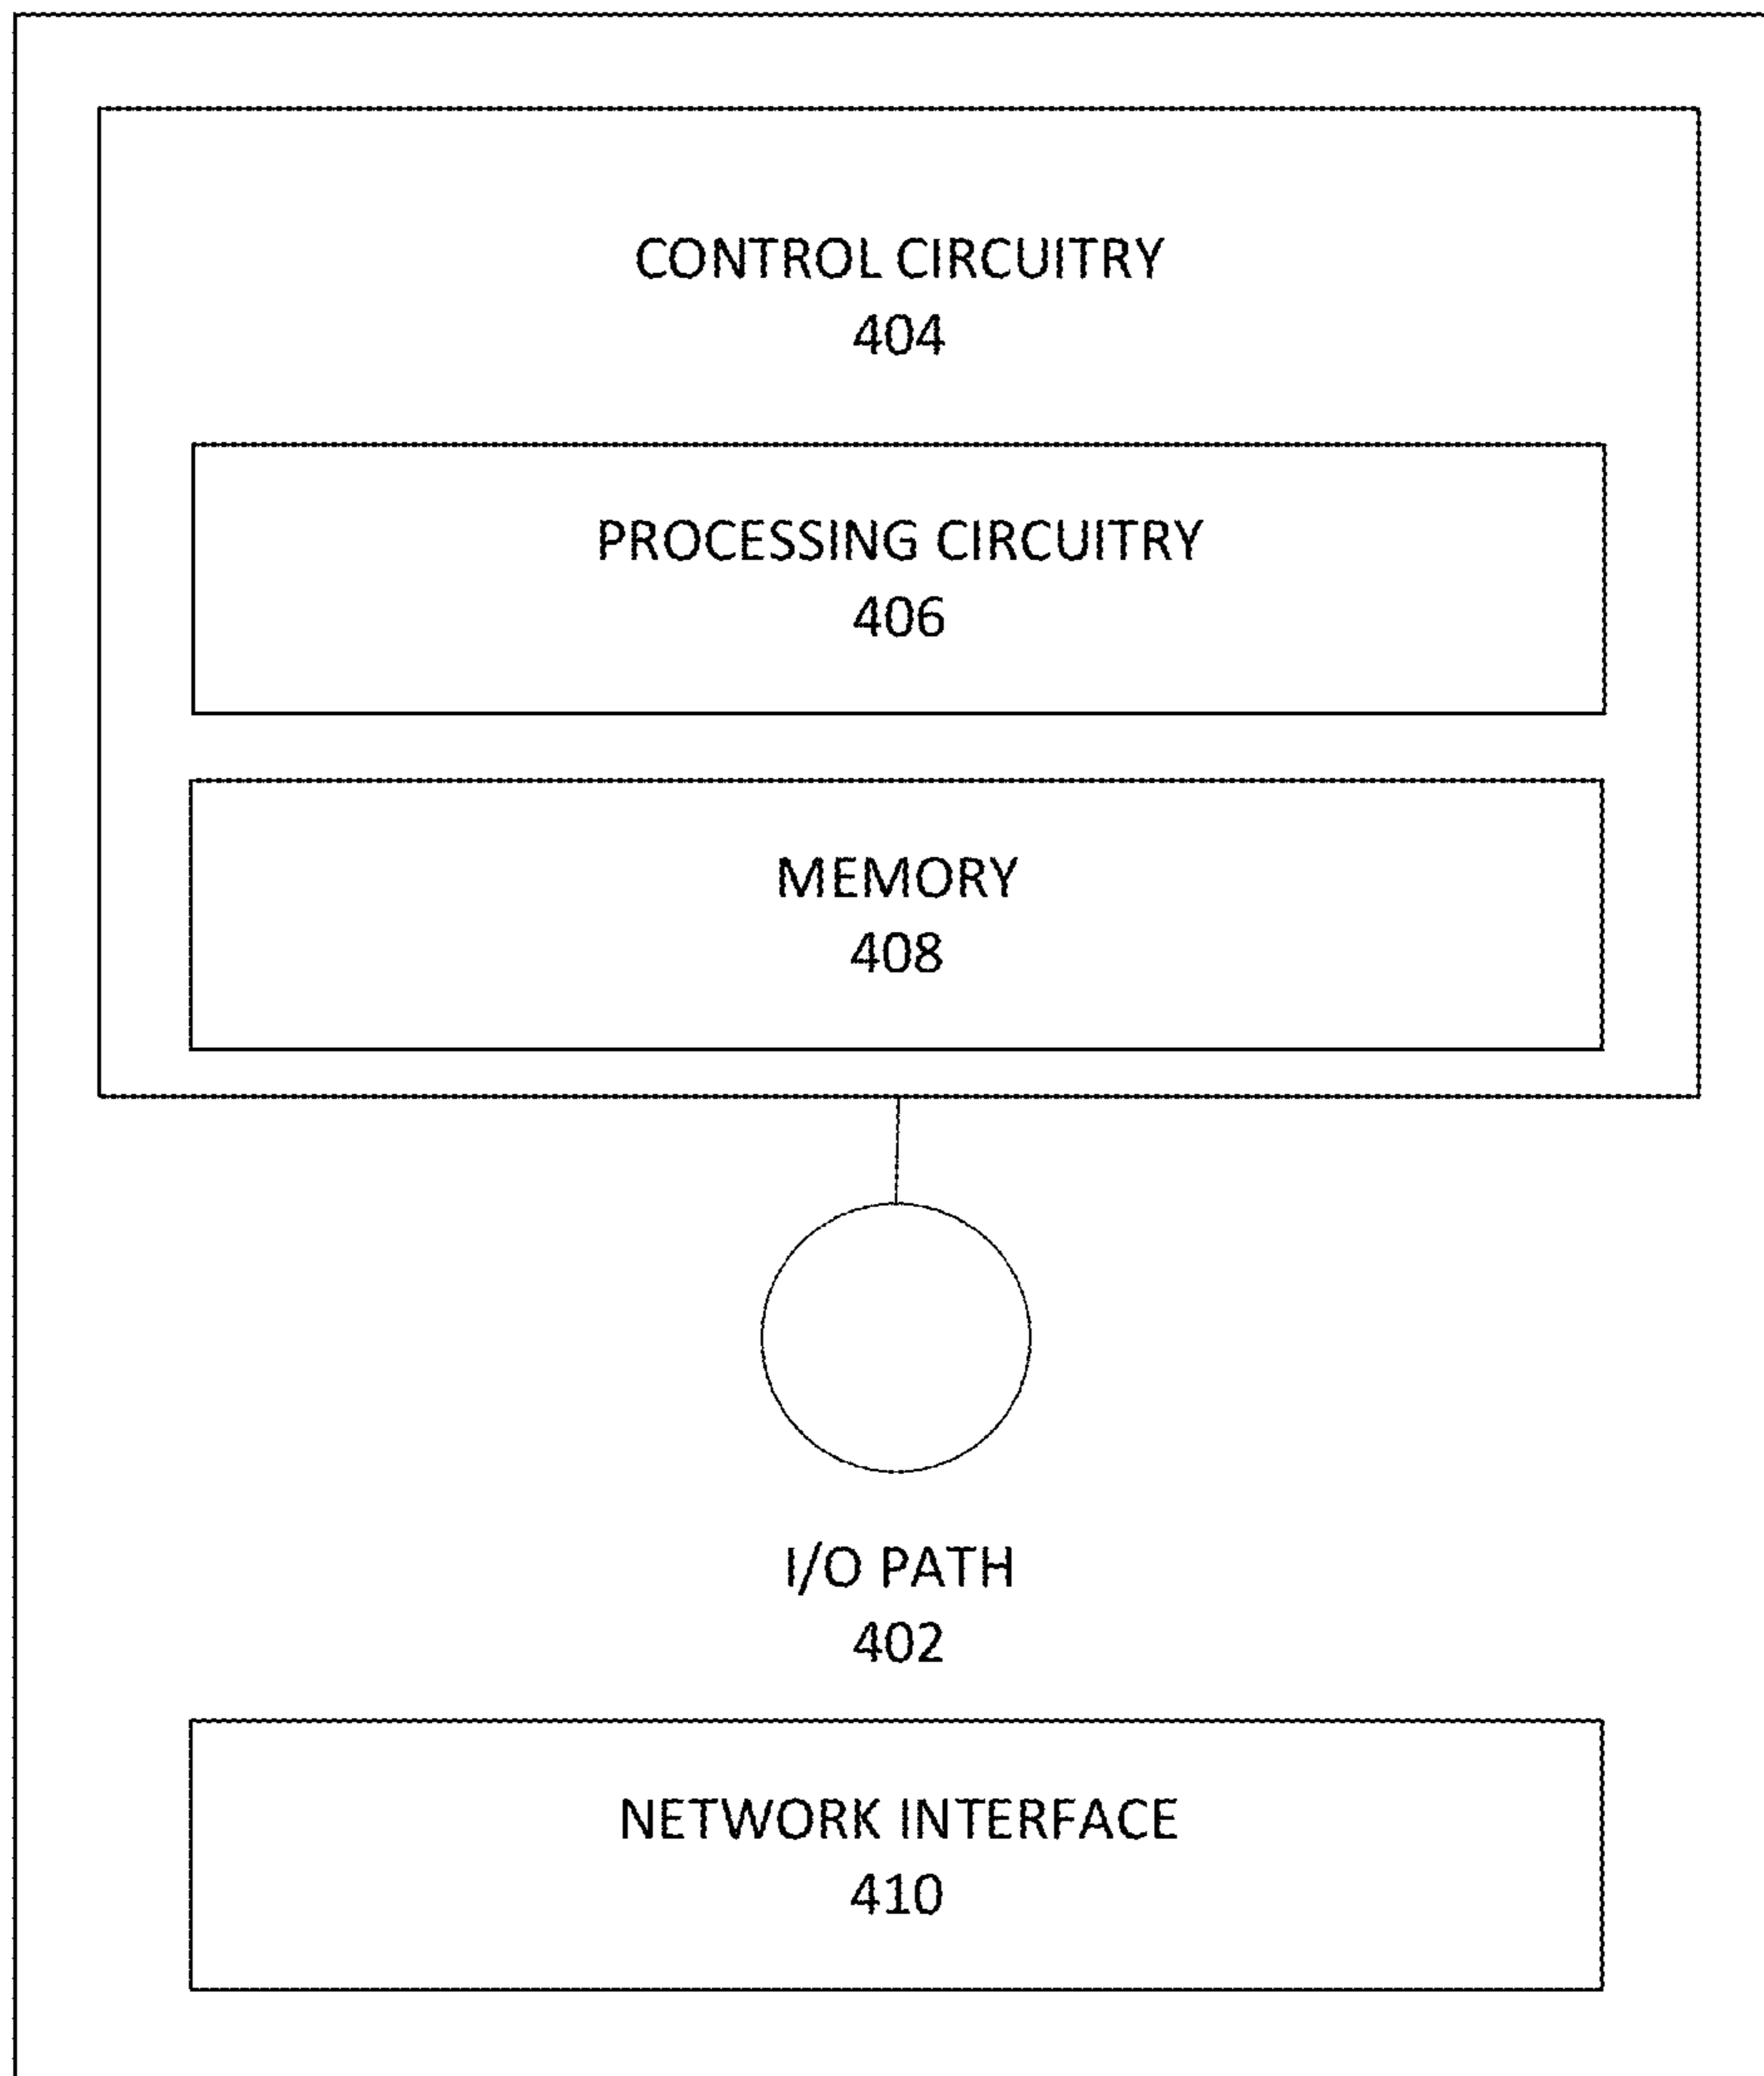 CONTROL CIRCUITRY
404
PROCESSING CIRCUITRY
406
MEMORY
408
I/O PATH
402
NETWORK INTERFACE
410